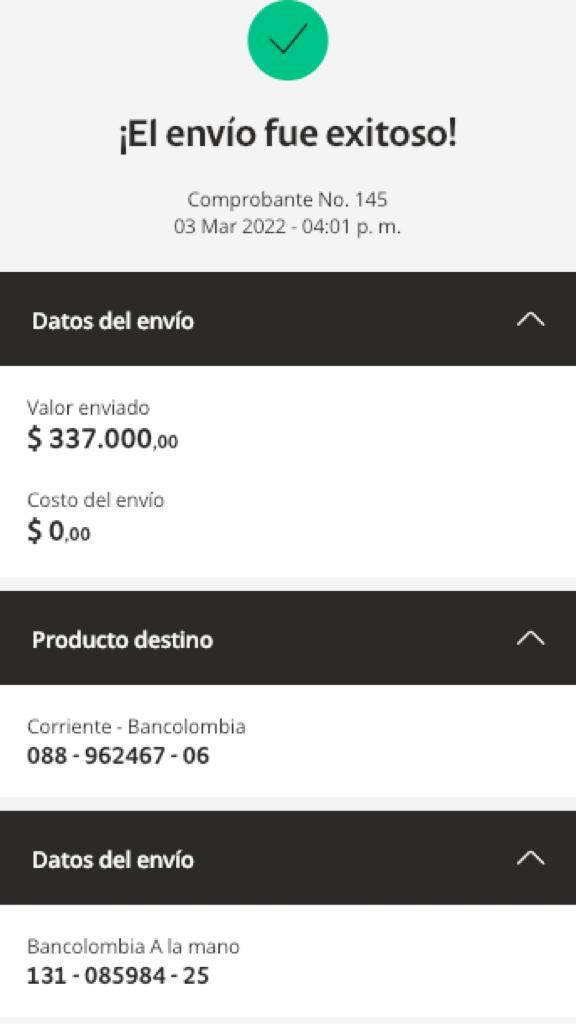 ¡El envío fue exitoso!
Comprobante No. 145
03 Mar 2022 - 04:01 p. m.
Datos del envío
Valor enviado
$ 337.000,00
Costo del envío
$ 0,00
Producto destino
Corriente - Bancolombia
088 - 962467 - 06
Datos del envío
Bancolombia A la mano
131 - 085984 - 25